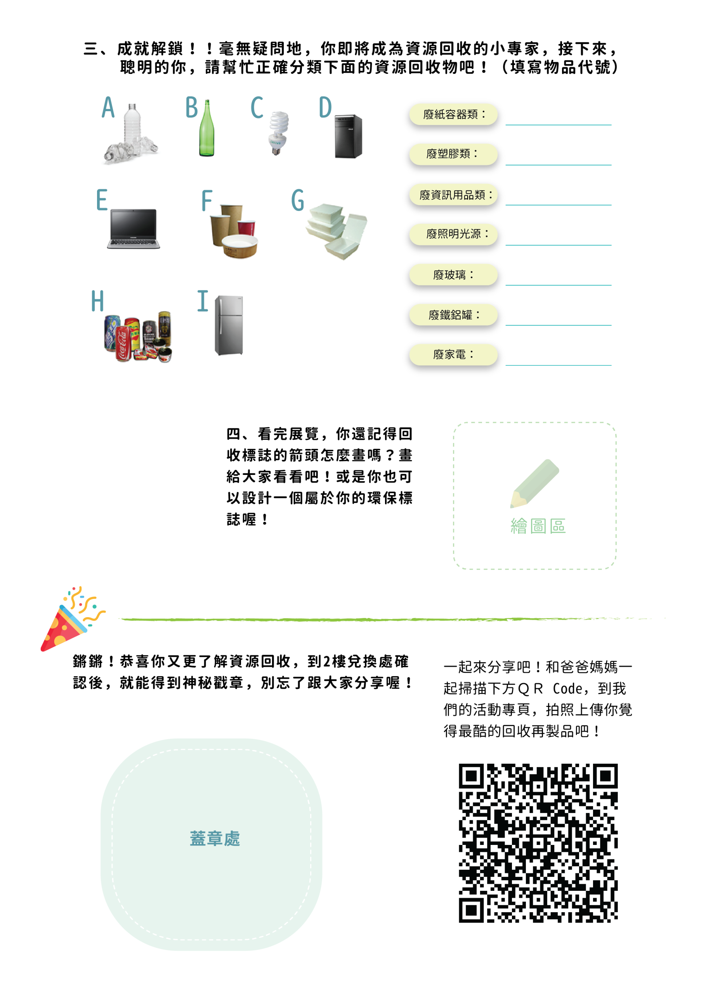 三、成就解鎖！！毫無疑問地，你即將成為資源回收的小專家，接下來，
聰明的你，請幫忙正確分類下面的資源回收物吧！（填寫物品代號）
A
B
C
D
E
F
G
H
I
Coca-Cola
廢紙容器類：
廢塑膠類：
廢資訊用品類：
廢照明光源：
廢玻璃：
廢鐵鋁罐：
廢家電：
四、看完展覽，你還記得回
收標誌的箭頭怎麼畫嗎？畫
給大家看看吧！或是你也可
以設計一個屬於你的環保標
誌喔！
繪圖區
鏘鏘！恭喜你又更了解資源回收，到2樓兌換處確
認後，就能得到神秘戳章，別忘了跟大家分享喔！
一起來分享吧！和爸爸媽媽一
起掃描下方ＱＲ Code，到我
們的活動專頁，拍照上傳你覺
得最酷的回收再製品吧！
蓋章處